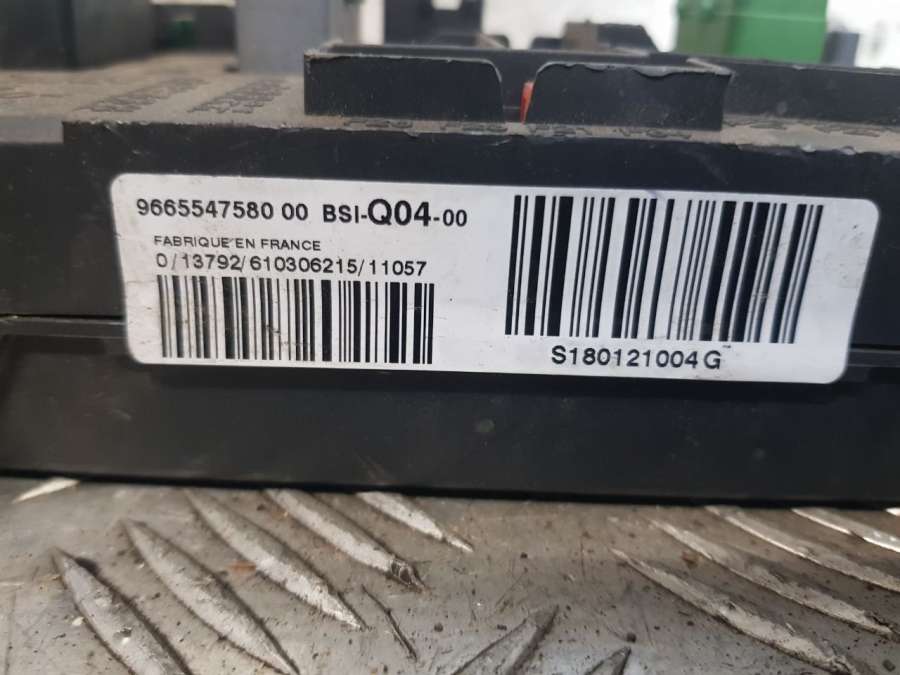 9665547580 00 BSI-Q04-00
FABRIQUE EN FRANCE
0/13792/610306215/11057
S180121004G